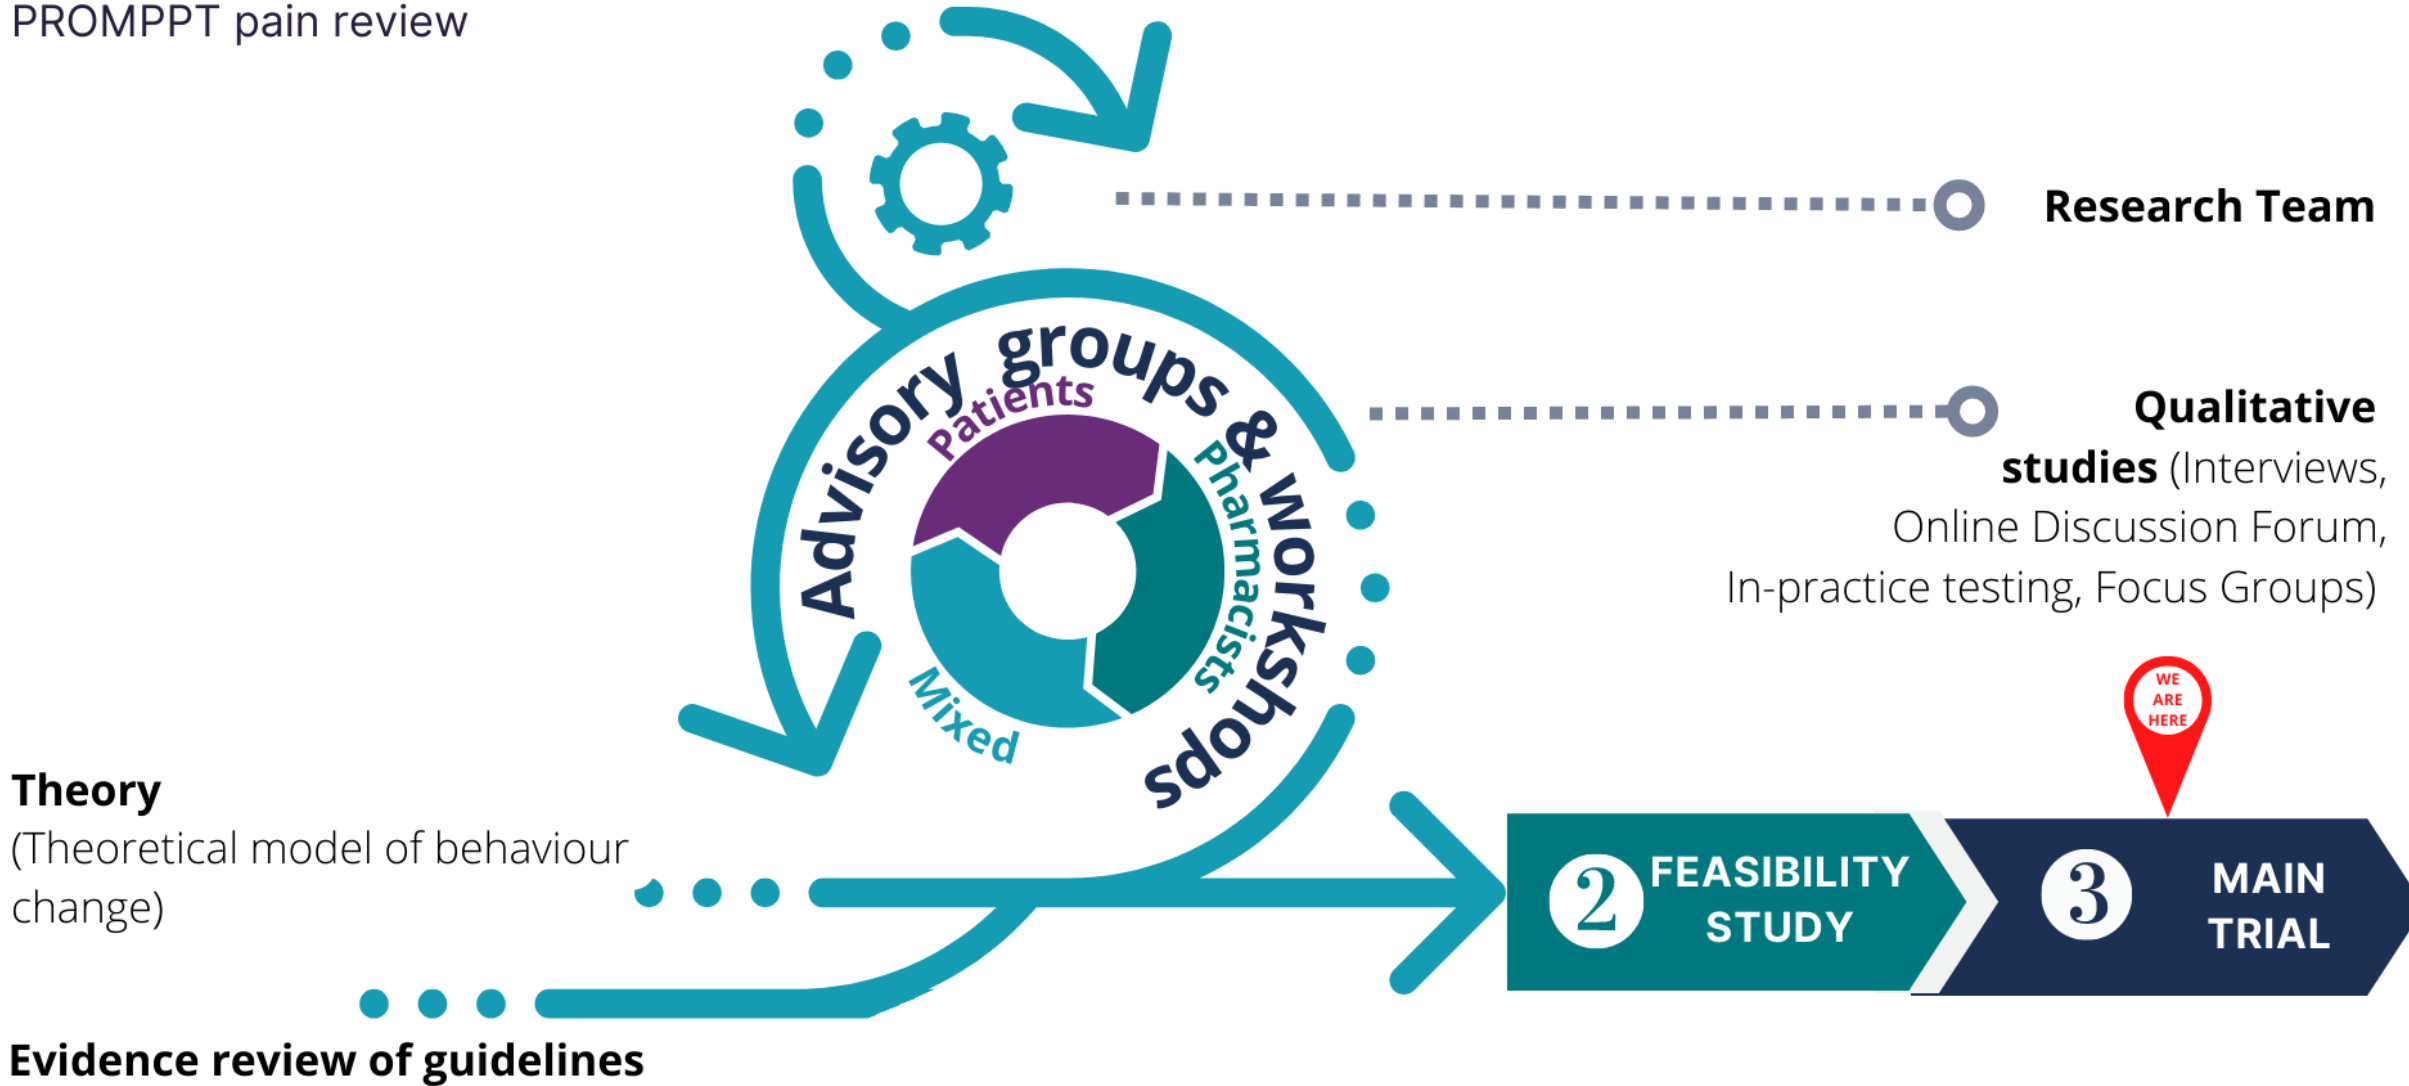 PROMPPT pain review
Research Team
Advisory groups & workshops
Patients
Pharmacists
Mixed
Qualitative
studies (Interviews,
Online Discussion Forum,
In-practice testing, Focus Groups)
WE
ARE
HERE
Theory
(Theoretical model of behaviour
change)
2
FEASIBILITY
STUDY
3
MAIN
TRIAL
Evidence review of guidelines